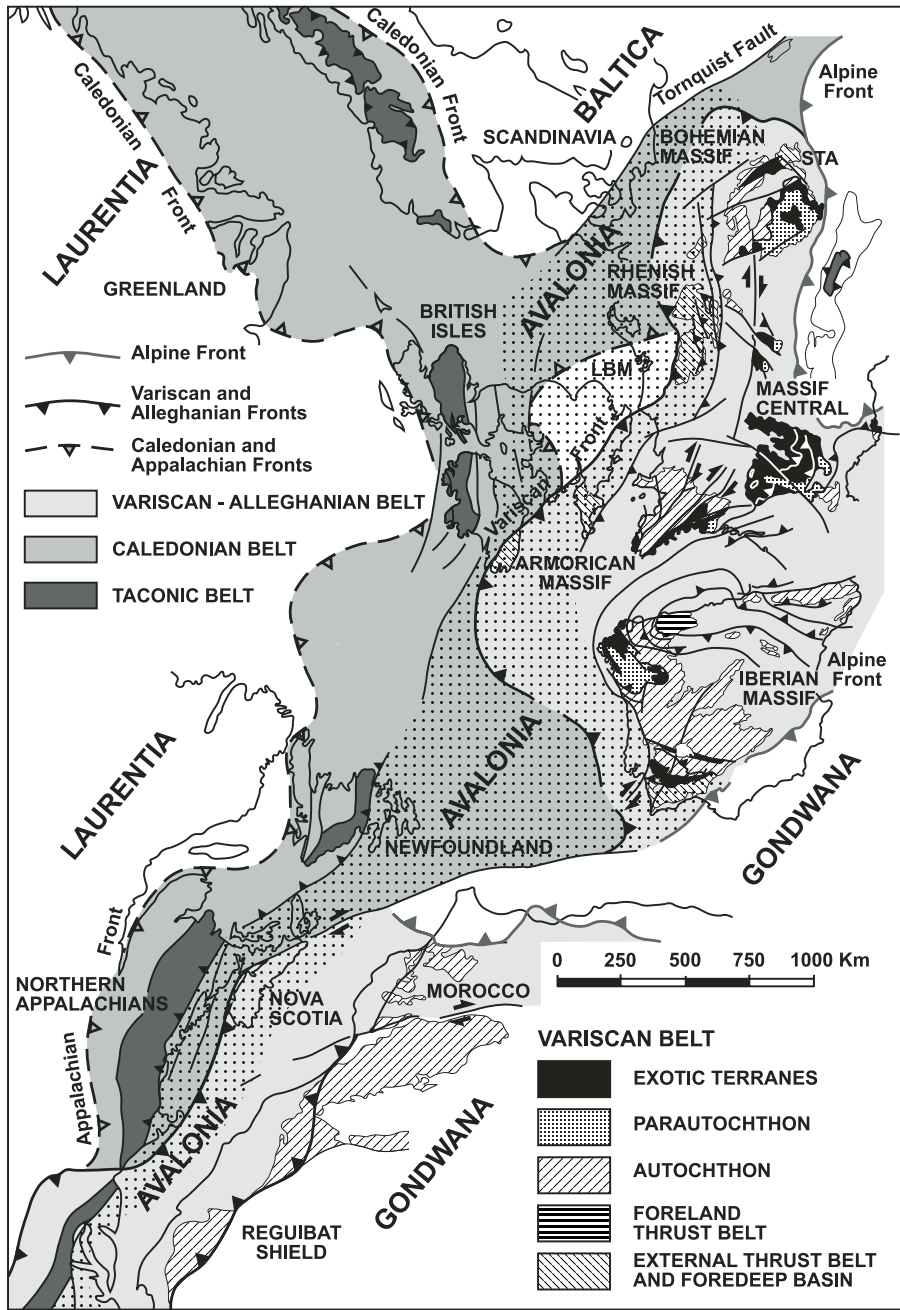 Caledonian
Front
Caledonian
Front
BALTICA
Tornquist Fault
Alpine
Front
SCANDINAVIA
BOHEMIAN
MASSIF
STA
LAURENTIA
AVALONIA
GREENLAND
RHENISH
MASSIF
BRITISH
ISLES
LBM
MASSIF
CENTRAL
Alpine Front
Variscan and
Alleghanian Fronts
Caledonian and
Appalachian Fronts
VARISCAN - ALLEGHANIAN BELT
CALEDONIAN BELT
TACONIC BELT
Variscan
Front
ARMORICAN
MASSIF
IBERIAN
MASSIF
Alpine
Front
LAURENTIA
AVALONIA
GONDWANA
NEWFOUNDLAND
Appalachian
Front
NORTHERN
APPALACHIANS
NOVA
SCOTIA
MOROCCO
0 250 500 750 1000 Km
AVALONIA
GONDWANA
REGUIBAT
SHIELD
VARISCAN BELT
EXOTIC TERRANES
PARAUTOCHTHON
AUTOCHTHON
FORELAND
THRUST BELT
EXTERNAL THRUST BELT
AND FOREDEEP BASIN